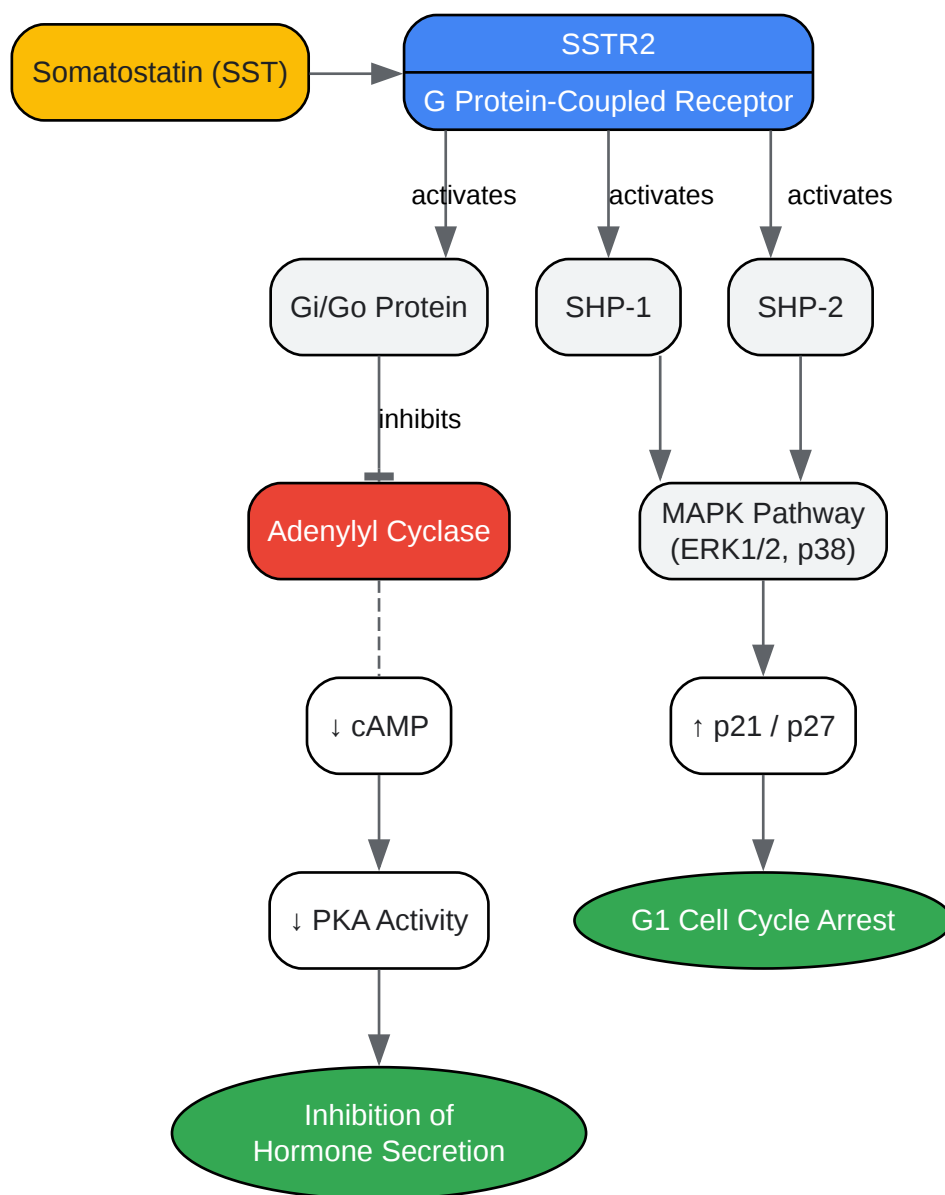 Somatostatin (SST)
SSTR2
G Protein-Coupled Receptor
activates
activates
activates
Gi/Go Protein
SHP-1
SHP-2
inhibits
Adenylyl Cyclase
MAPK Pathway
(ERK1/2, p38)
↓ cAMP
↑ p21 / p27
↓ PKA Activity
G1 Cell Cycle Arrest
Inhibition of
Hormone Secretion